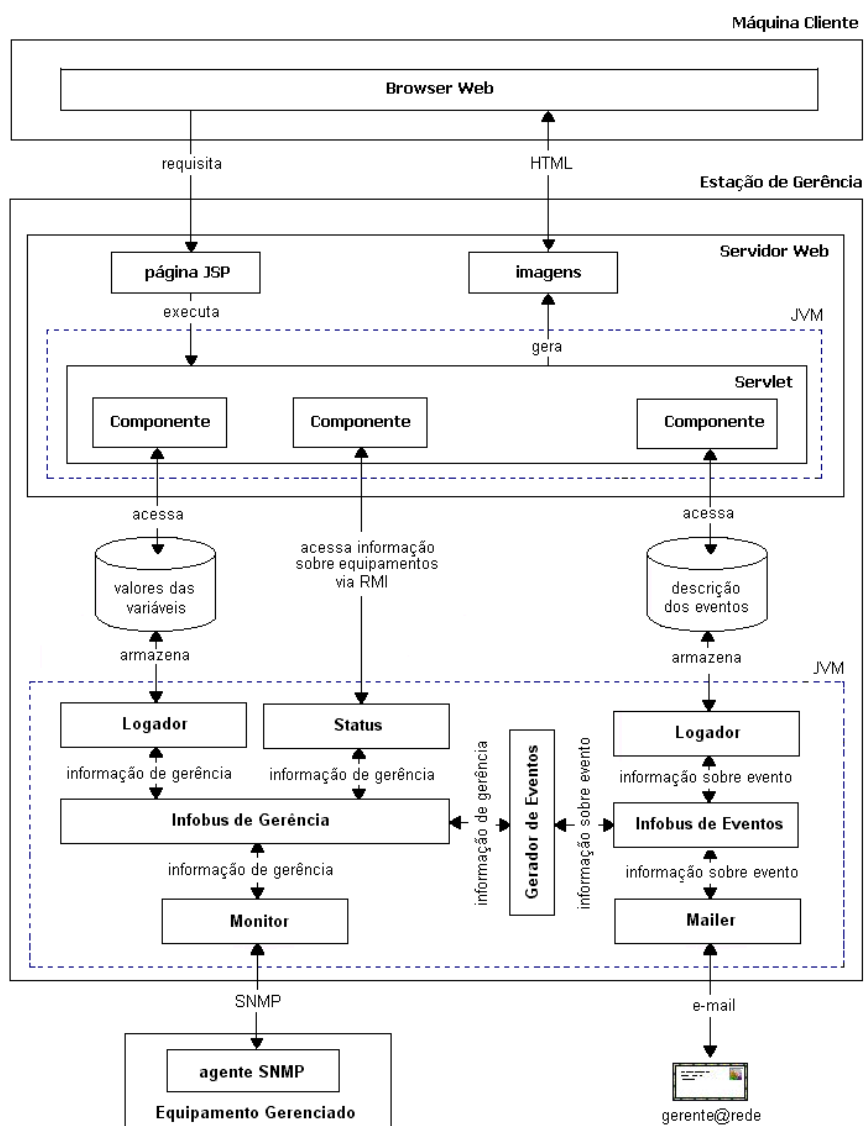 Máquina Cliente
Browser Web
requisita
HTML
Estação de Gerência
Servidor Web
página JSP
imagens
executa
JVM
gera
Servlet
Componente
Componente
Componente
acessa
acessa informação
sobre equipamentos
via RMI
acessa
valores das
variáveis
descrição
dos eventos
armazena
armazena
JVM
Logador
Status
Logador
informação de gerência
informação de gerência
informação sobre evento
Infobus de Gerência
informação de gerência
Gerador de Eventos
informação sobre evento
Infobus de Eventos
informação de gerência
informação sobre evento
Monitor
Mailer
SNMP
e-mail
agente SNMP
Equipamento Gerenciado
gerente@rede